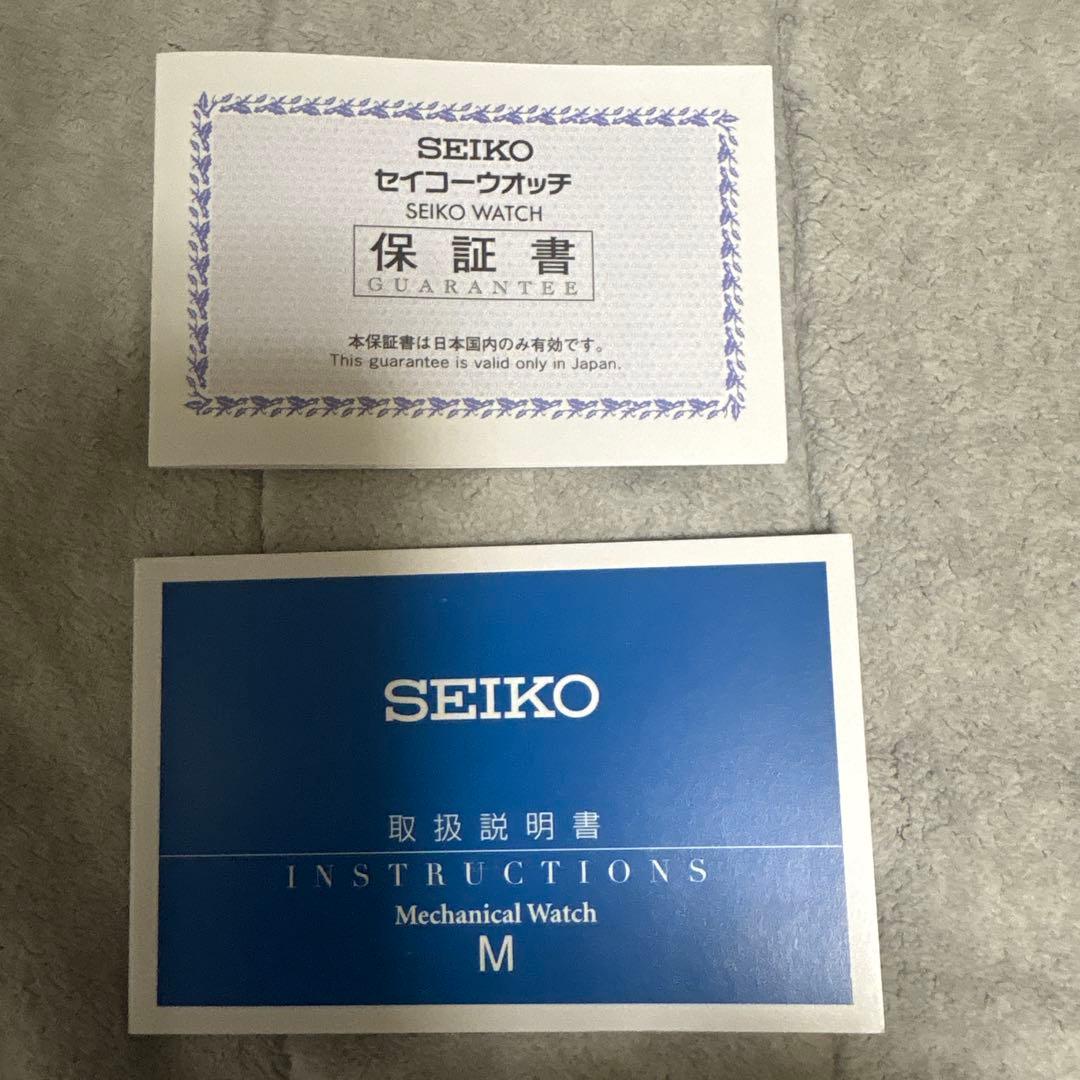 SEIKO
セイコーウオッチ
SEIKO WATCH
保証書
GUARANTEE
本保証書は日本国内のみ有効です。
This guarantee is valid only in Japan.
SEIKO
取扱説明書
INSTRUCTIONS
Mechanical Watch
M